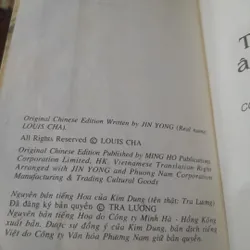 Original Chinese Edition Written by JIN YONG (Real name
LOUIS CHA)
All Rights Reserved © LOUIS CHA
Original Chinese Edition Published by MING HO Publications
Corporation Limited, HK. Vietnamese Translation Right
Arranged with JIN YONG and Phuong Nam Corporation
Manufacturing & Trading Cultural Goods
Nguyên bản tiếng Hoa của Kim Dung (tên thật: Tra Lương)
Đã đăng ký bản quyền © TRA LƯƠNG
Nguyên bản tiếng Hoa do Công ty Minh Hà - Hồng Kông
xuất bản. Được sự đồng ý của Kim Dung, bản dịch tiếng
Việt do Công ty Văn hóa Phương Nam giữ bản quyền.